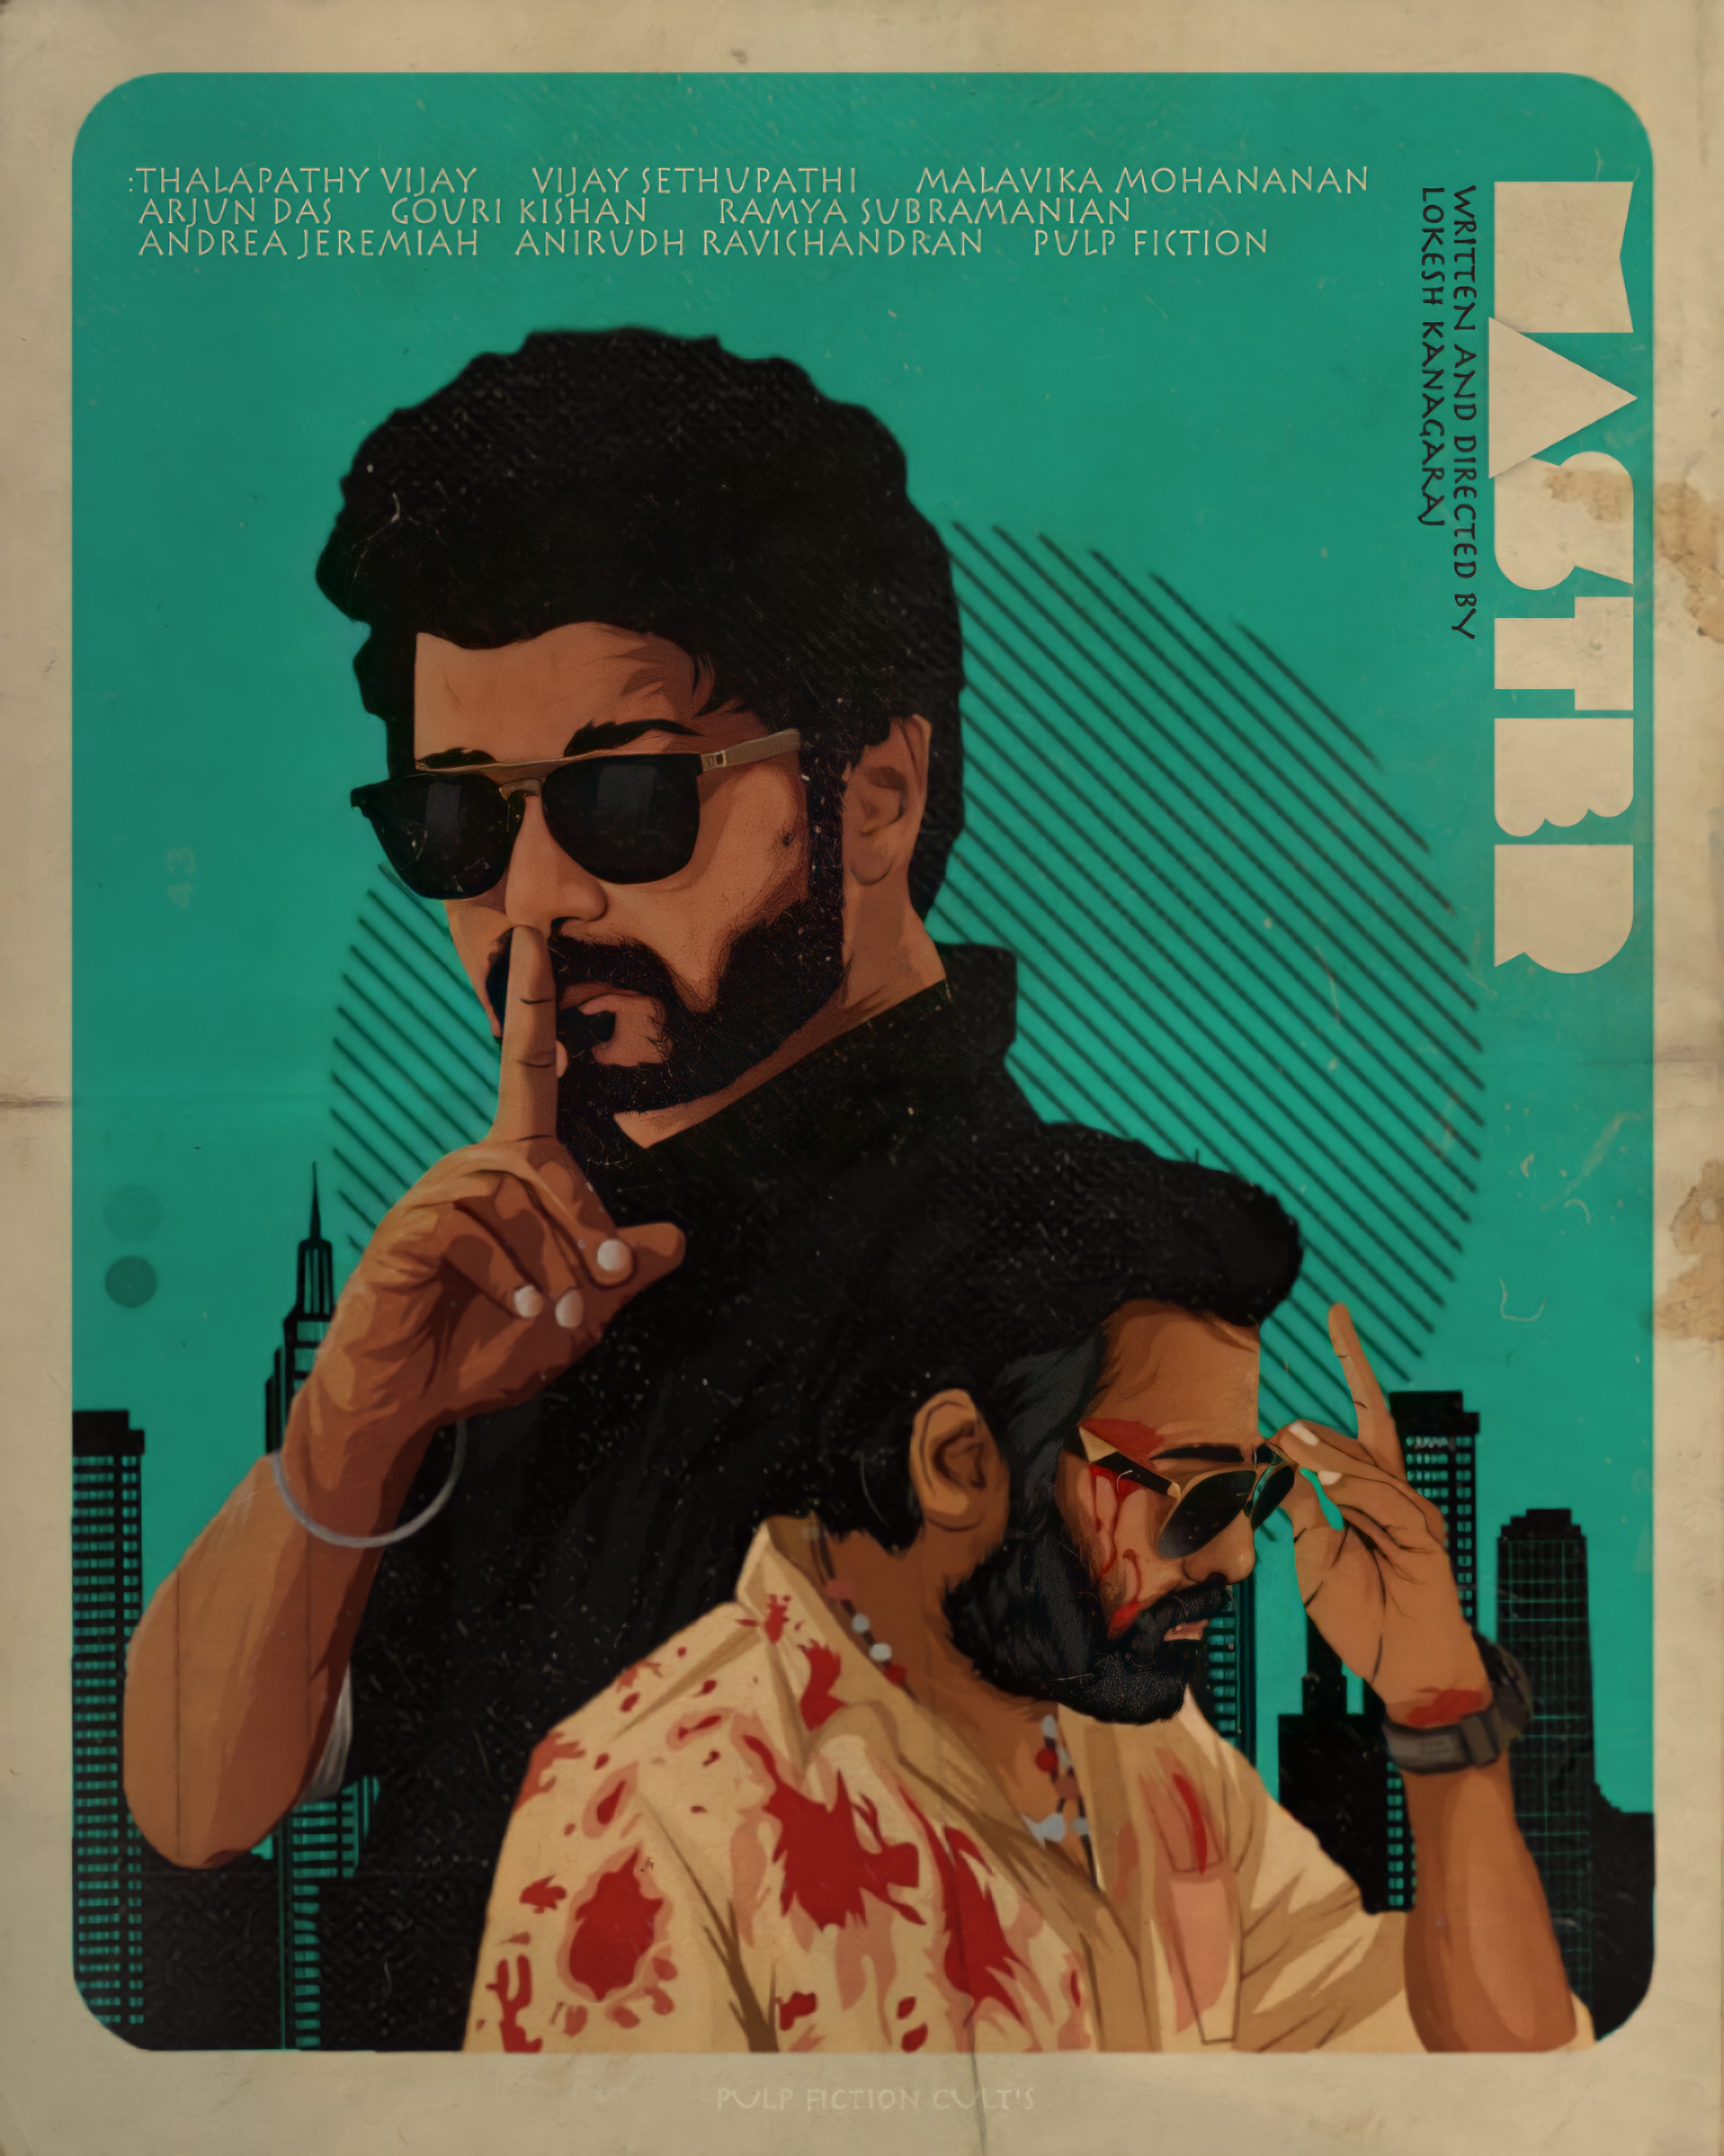 :THALAPATHY VIJAY VIJAY SETHUPATHI MALAVIKA MOHANANAN
ARJUN DAS GOURI KISHAN RAMYA SUBRAMANIAN
ANDREA JEREMIAH ANIRUDH RAVICHANDRAN PULP FICTION
MASTER
WRITTEN AND DIRECTED BY
LOKESH KANAGARAJ
43
PULP FICTION CULT'S